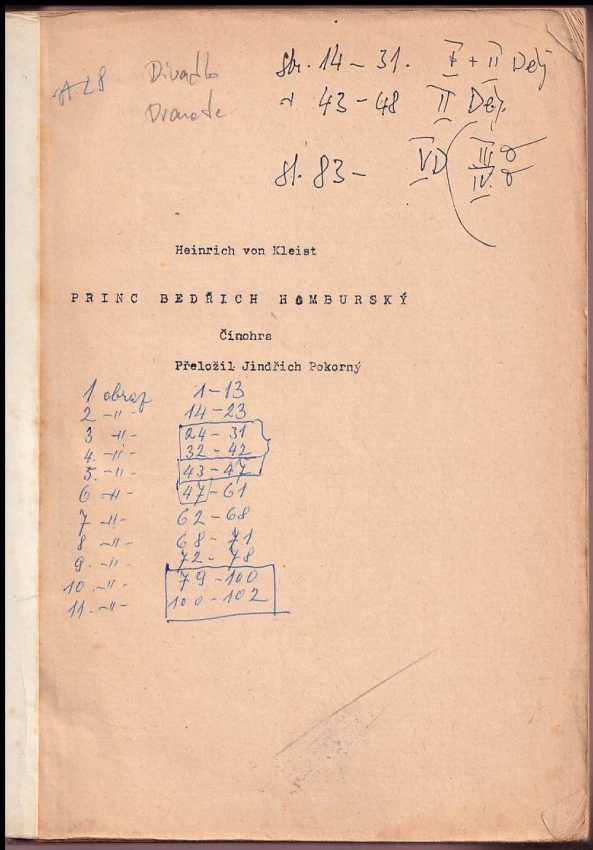 A 28 Divadlo str. 14 - 31. I + II Děj
43 - 48 II Děj
st. 83 - VD III
IV.
Heinrich von Kleist
PRINC BEDŘICH HOMBURSKÝ
Činohra
Přeložil Jindřich Pokorný
1 obraz 1-13
2 -"- 14-23
3 -"- 24-31
4. -"- 32-42
5. -"- 43-47
6 -"- 47-61
7 -"- 62-68
8 -"- 68-71
9. -"- 72-78
10. -"- 79-100
11. -"- 100-102